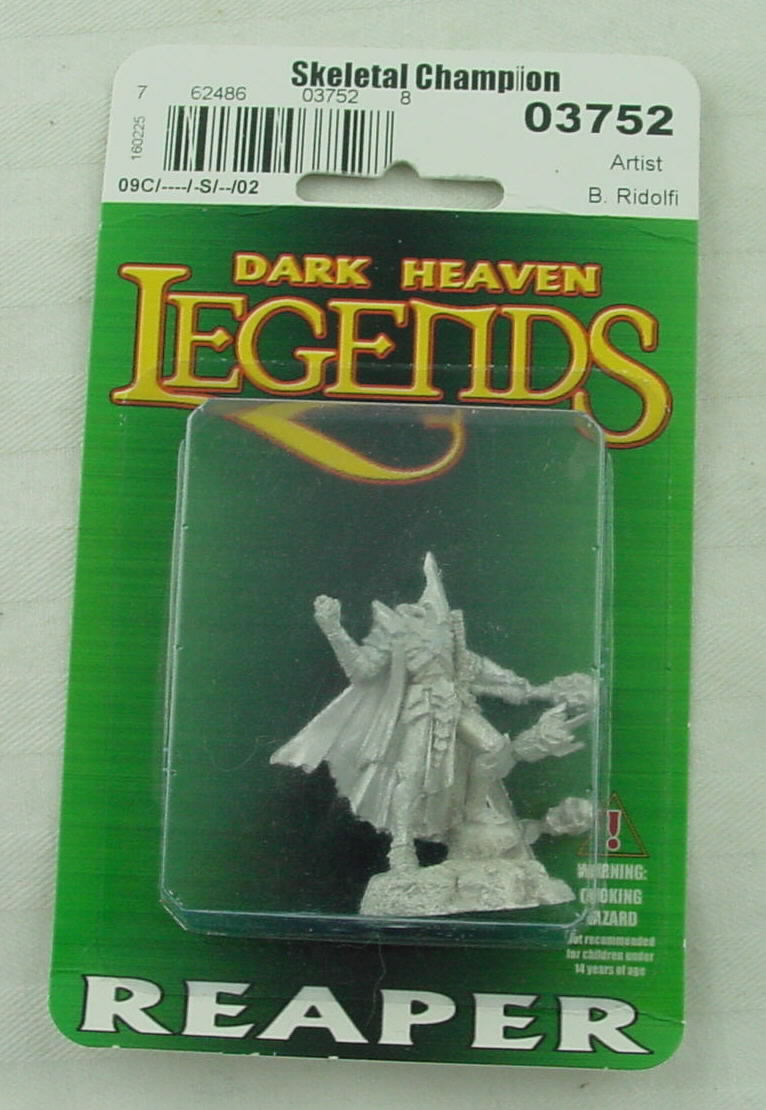 Skeletal Champion
7 62486 03752 8
03752
160225
Artist
09C/----/-S/--/02
B. Ridolfi
DARK HEAVEN
LEGENDS
!
WARNING:
CHOKING
HAZARD
Not recommended
for children under
14 years of age
REAPER